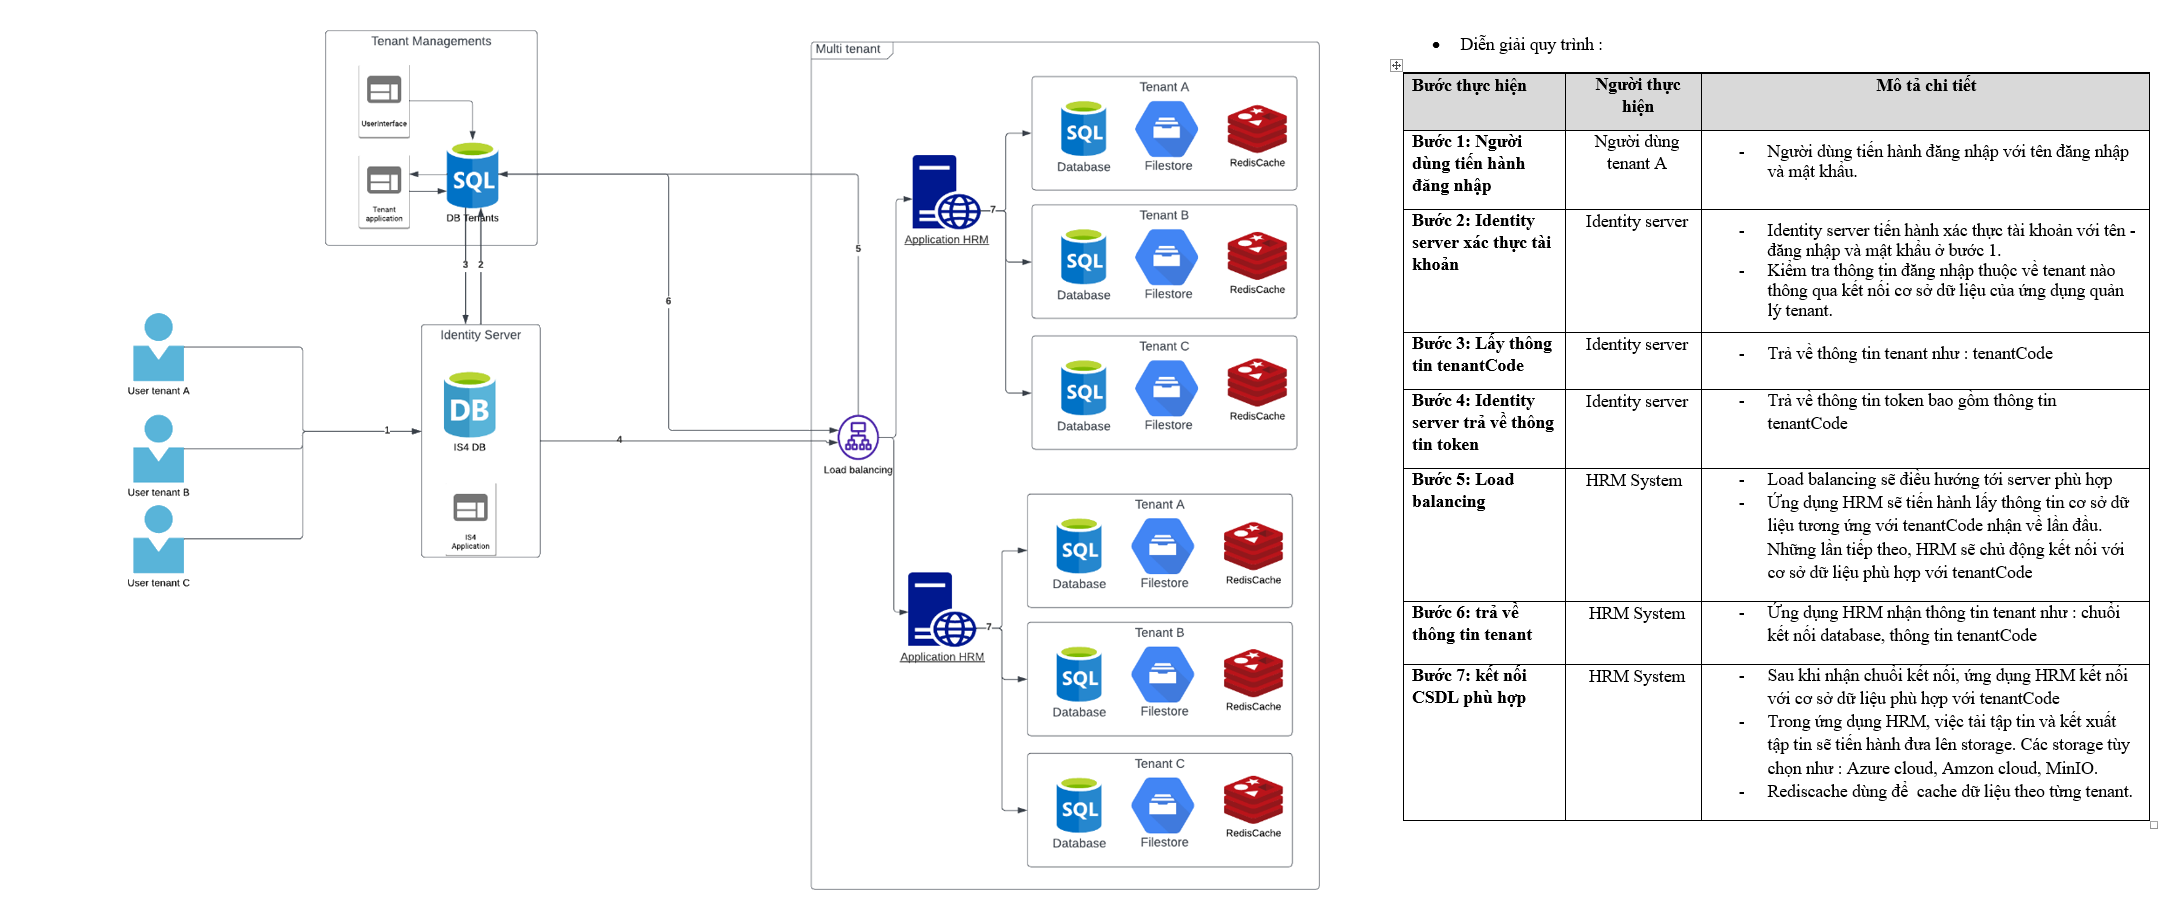 Tenant Managements
UserInterface
SQL
Tenant
application
DB Tenants
3
2
User tenant A
User tenant B
User tenant C
1
Identity Server
DB
IS4 DB
IS4
Application
4
5
6
Multi tenant
Load balancing
Application HRM
7
Tenant A
SQL
Database
Filestore
RedisCache
Tenant B
SQL
Database
Filestore
RedisCache
Tenant C
SQL
Database
Filestore
RedisCache
Application HRM
7
Tenant A
SQL
Database
Filestore
RedisCache
Tenant B
SQL
Database
Filestore
RedisCache
Tenant C
SQL
Database
Filestore
RedisCache
• Diễn giải quy trình :
Bước thực hiện
Người thực
hiện
Mô tả chi tiết
Bước 1: Người
dùng tiến hành
đăng nhập
Người dùng
tenant A
- Người dùng tiến hành đăng nhập với tên đăng nhập
và mật khẩu.
Bước 2: Identity
server xác thực tài
khoản
Identity server
- Identity server tiến hành xác thực tài khoản với tên -
đăng nhập và mật khẩu ở bước 1.
- Kiểm tra thông tin đăng nhập thuộc về tenant nào
thông qua kết nối cơ sở dữ liệu của ứng dụng quản
lý tenant.
Bước 3: Lấy thông
tin tenantCode
Identity server
- Trả về thông tin tenant như : tenantCode
Bước 4: Identity
server trả về thông
tin token
Identity server
- Trả về thông tin token bao gồm thông tin
tenantCode
Bước 5: Load
balancing
HRM System
- Load balancing sẽ điều hướng tới server phù hợp
- Ứng dụng HRM sẽ tiến hành lấy thông tin cơ sở dữ
liệu tương ứng với tenantCode nhận về lần đầu.
Những lần tiếp theo, HRM sẽ chủ động kết nối với
cơ sở dữ liệu phù hợp với tenantCode
Bước 6: trả về
thông tin tenant
HRM System
- Ứng dụng HRM nhận thông tin tenant như : chuỗi
kết nối database, thông tin tenantCode
Bước 7: kết nối
CSDL phù hợp
HRM System
- Sau khi nhận chuỗi kết nối, ứng dụng HRM kết nối
với cơ sở dữ liệu phù hợp với tenantCode
- Trong ứng dụng HRM, việc tải tập tin và kết xuất
tập tin sẽ tiến hành đưa lên storage. Các storage tùy
chọn như : Azure cloud, Amzon cloud, MinIO.
- Rediscache dùng để cache dữ liệu theo từng tenant.